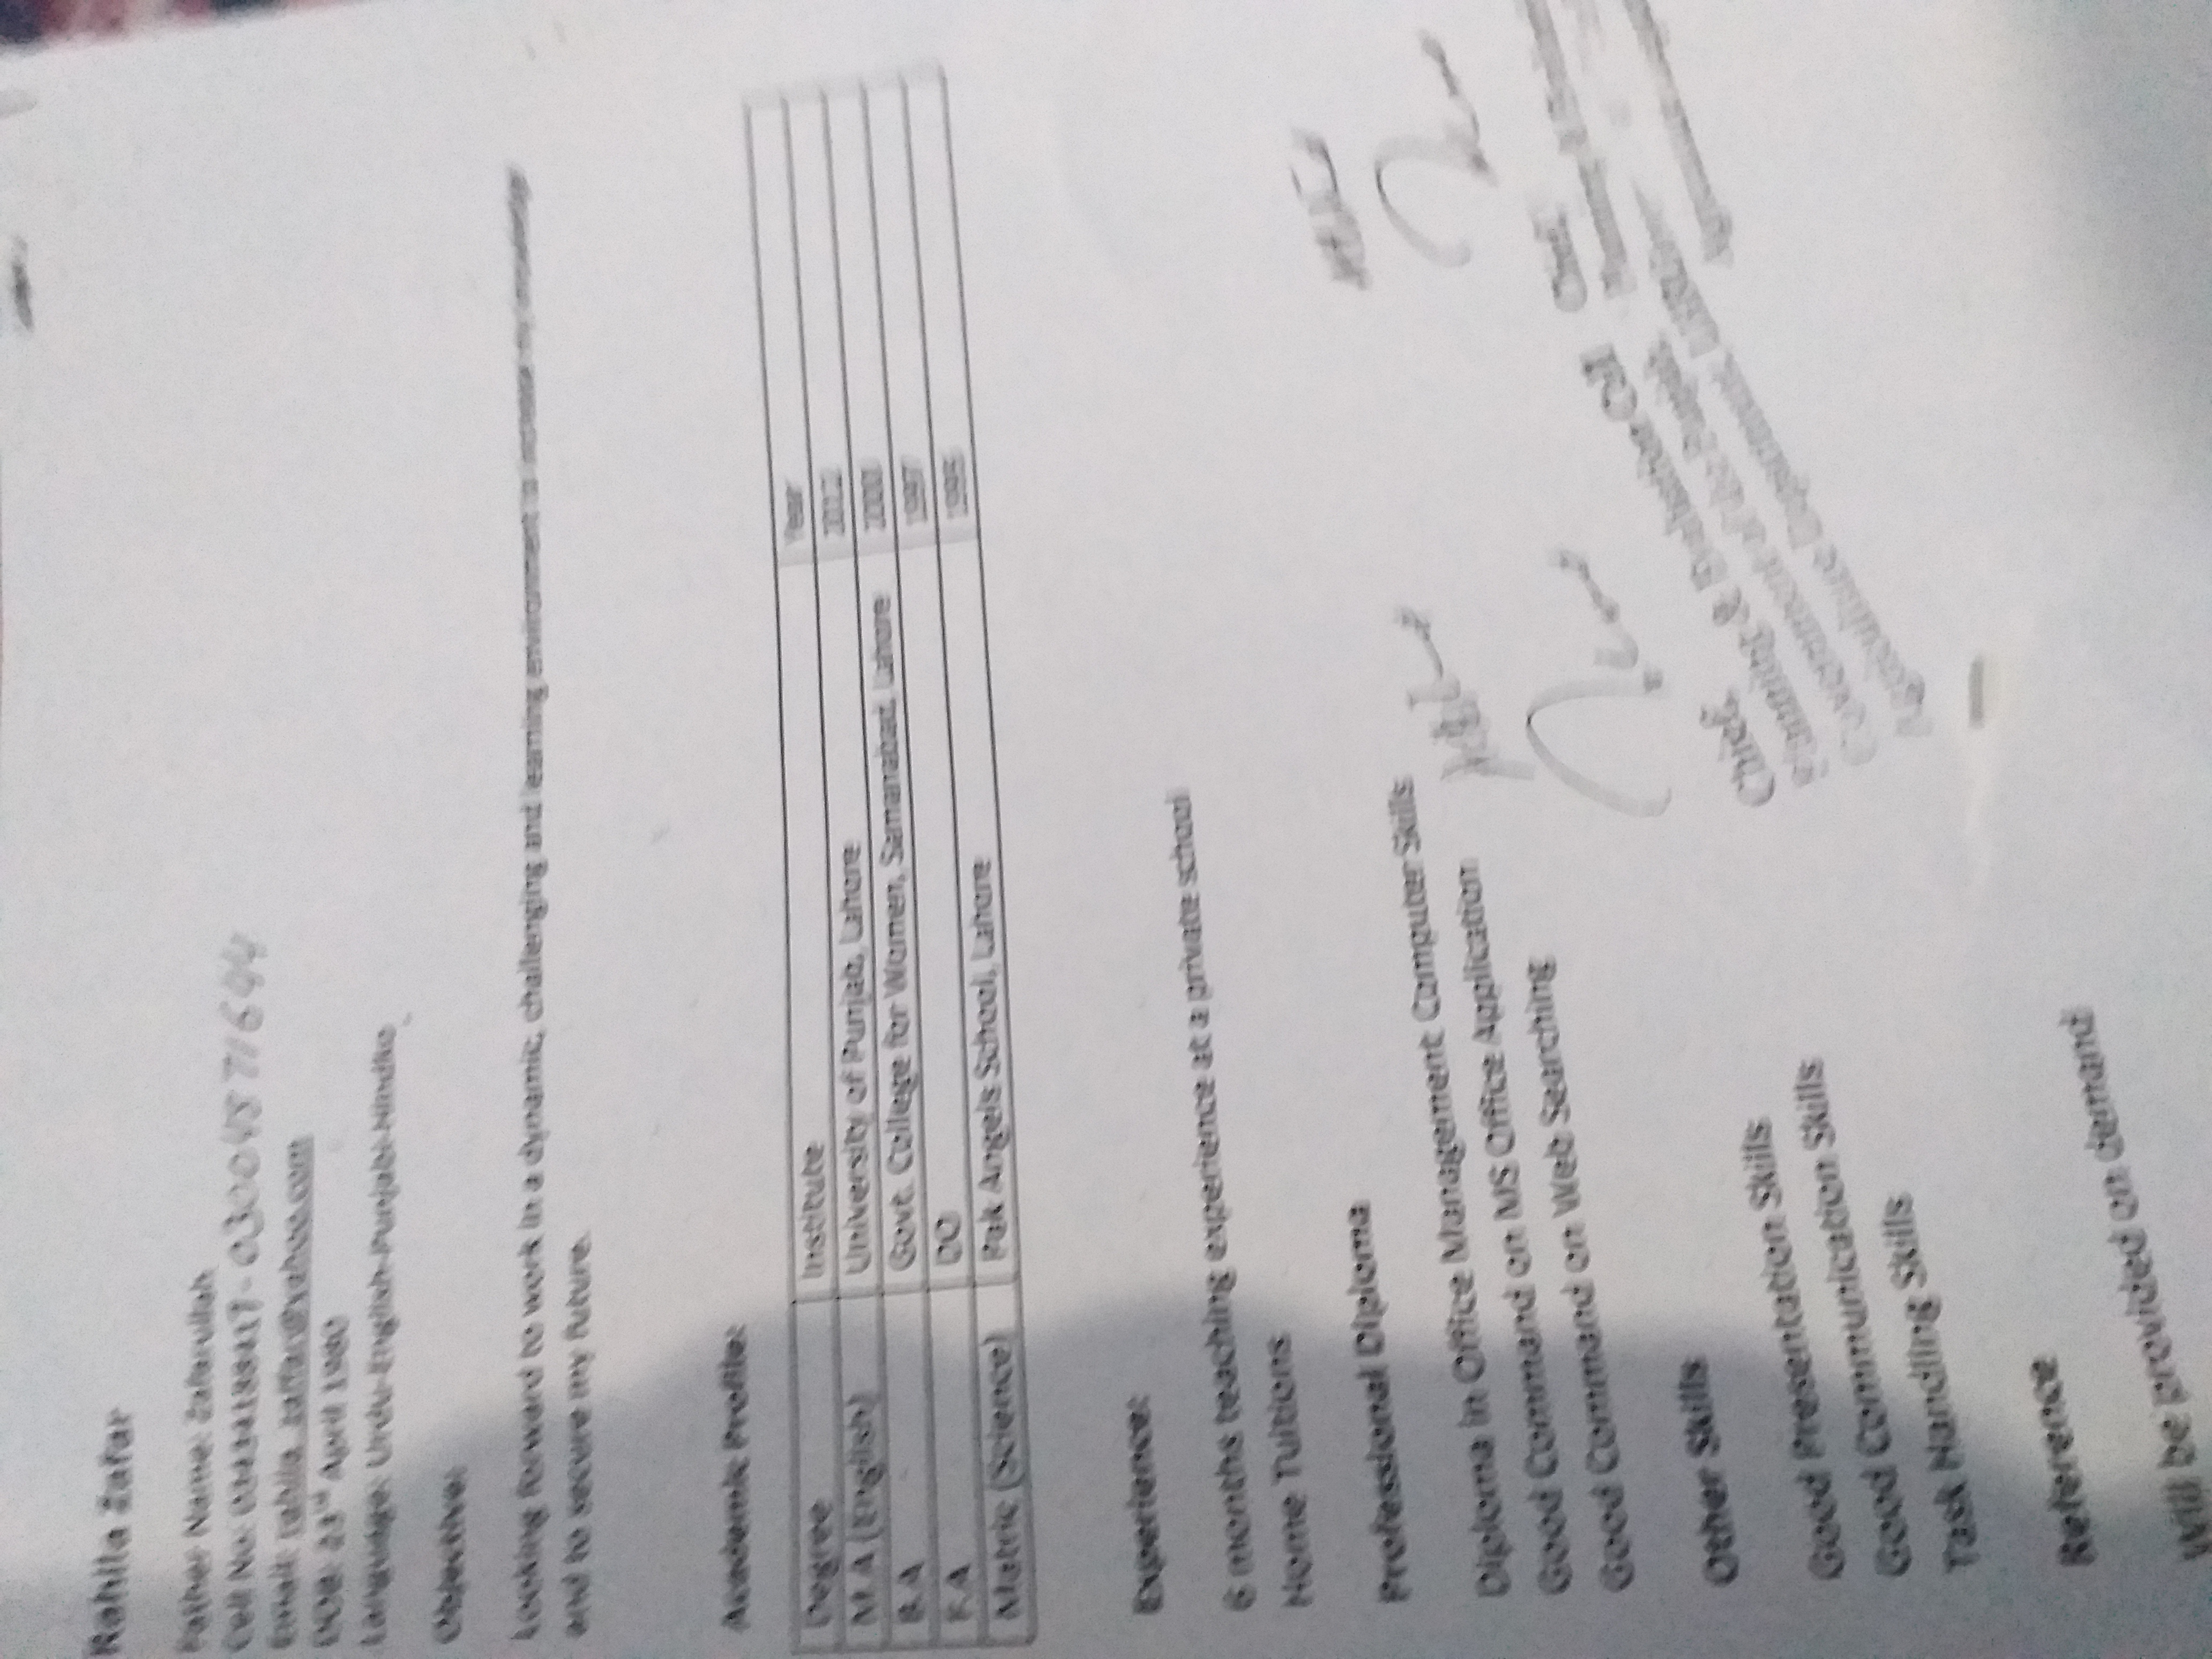 Rahila Zafar
Father Name: Zafarullah
Cell No: 03434188417 - 03004871644
Email: rahila_zaffar@yahoo.com
DOB: 23rd April 1980
Language: Urdu-English-Punjabi-Hindko
Objective:
Looking forward to work in a dynamic, challenging and learning environment to increase my knowledge
and to secure my future.
Academic Profile:
Degree Institute Year
M.A (English) University of Punjab, Lahore 2012
B.A Govt. College for Women, Samanabad, Lahore 2000
F.A DO 1997
Matric (Science) Pak Angels School, Lahore 1995
Experience:
6 months teaching experience at a private school
Home Tuitions
Professional Diploma
Diploma in Office Management Computer Skills
Good Command on MS Office Application
Good Command on Web Searching
Other Skills
Good Presentation Skills
Good Communication Skills
Task Handling Skills
Chief
Planning & Evaluation Cell
Government of the Punjab
Agriculture Department
Chief
Planning &
Reference
Will be provided on demand